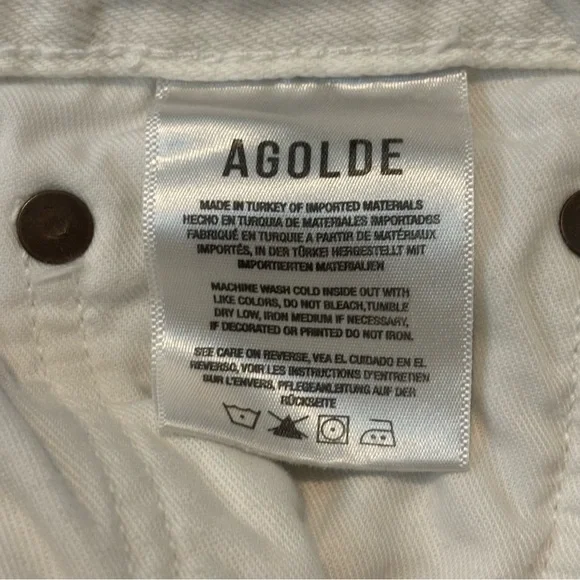 AGOLDE
MADE IN TURKEY OF IMPORTED MATERIALS
HECHO EN TURQUIA DE MATERIALES IMPORTADOS
FABRIQUÉ EN TURQUIE A PARTIR DE MATÉRIAUX
IMPORTÉS, IN DER TÜRKEI HERGESTELLT MIT
IMPORTIERTEN MATERIALIEN
MACHINE WASH COLD INSIDE OUT WITH
LIKE COLORS, DO NOT BLEACH,TUMBLE
DRY LOW, IRON MEDIUM IF NECESSARY,
IF DECORATED OR PRINTED DO NOT IRON.
SEE CARE ON REVERSE, VEA EL CUIDADO EN EL
REVERSO, VOIR LES INSTRUCTIONS D'ENTRETIEN
SUR L'ENVERS, PFLEGEANLEITUNG AUF DER
RÜCKSEITE